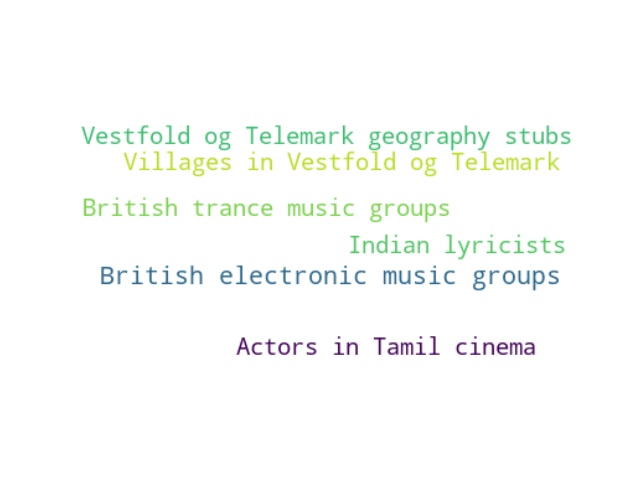 Vestfold og Telemark geography stubs
Villages in Vestfold og Telemark
British trance music groups
Indian lyricists
British electronic music groups
Actors in Tamil cinema